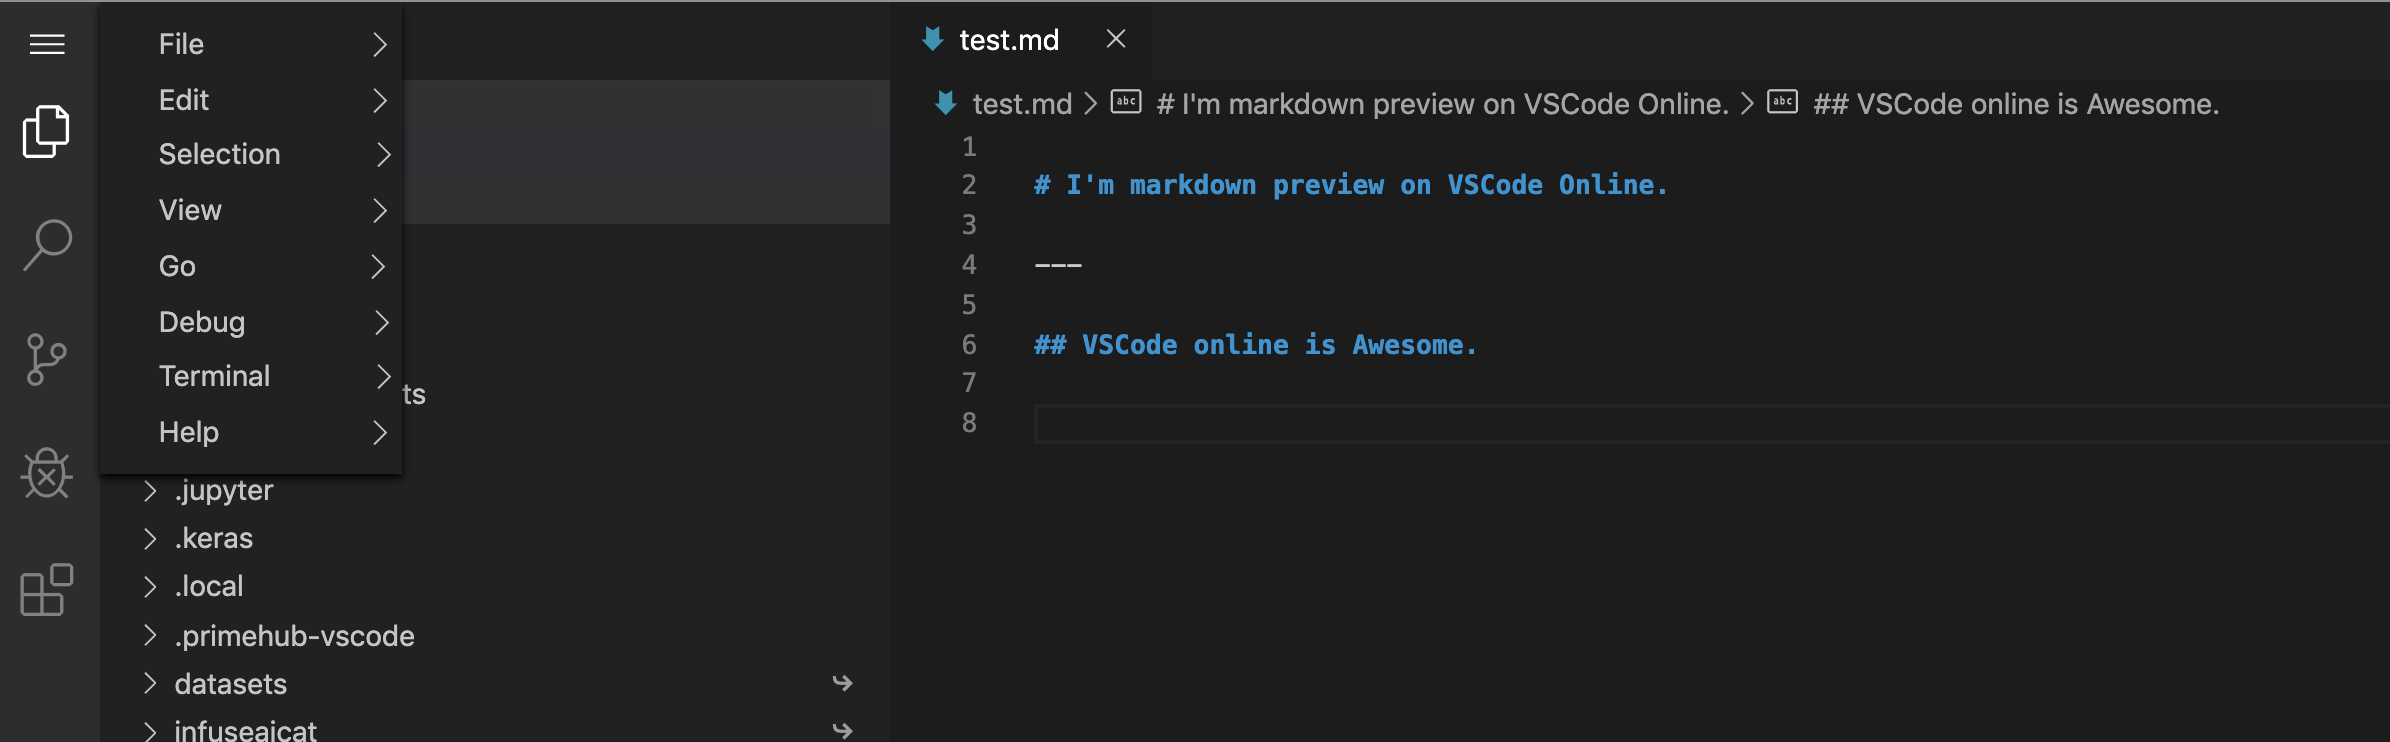 File
Edit
Selection
View
Go
Debug
Terminal
Help
ts
.jupyter
.keras
.local
.primehub-vscode
datasets
infuseaicat
test.md
test.md > abc # I'm markdown preview on VSCode Online. > abc ## VSCode online is Awesome.
1
2 # I'm markdown preview on VSCode Online.
3
4 ---
5
6 ## VSCode online is Awesome.
7
8